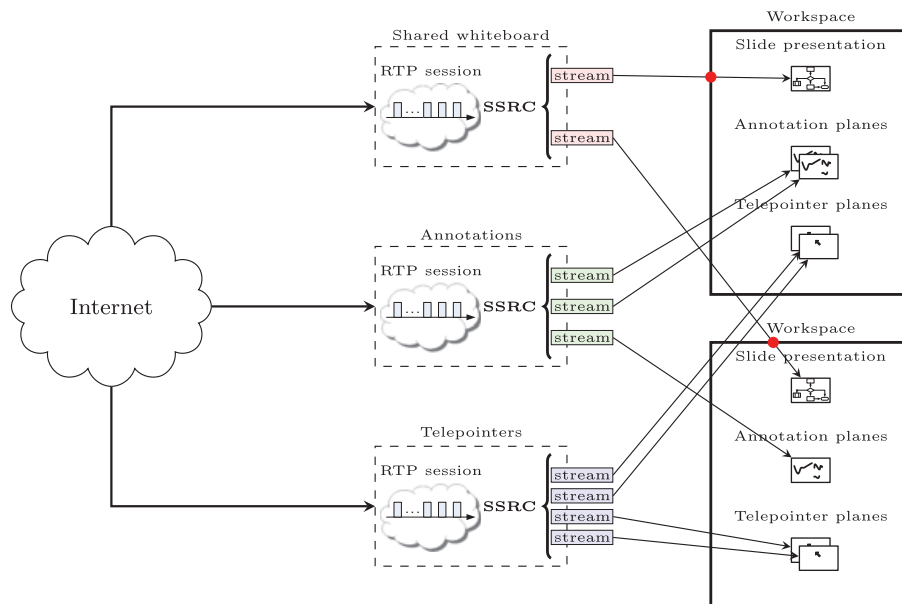 Workspace
Shared whiteboard
Slide presentation
RTP session
stream
... SSRC
stream
Annotation planes
Telepointer planes
Annotations
RTP session
stream
Internet
... SSRC
stream
stream
Workspace
Slide presentation
Telepointers
Annotation planes
RTP session
stream
stream
... SSRC
stream
Telepointer planes
stream